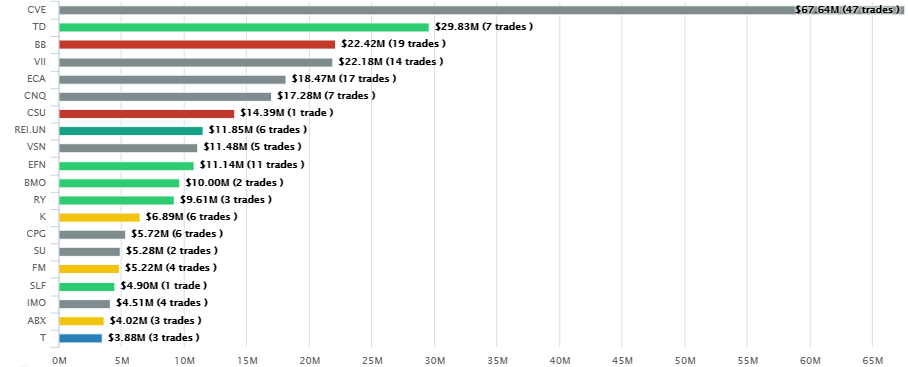 CVE $67.64M (47 trades )
TD $29.83M (7 trades )
BB $22.42M (19 trades )
VII $22.18M (14 trades )
ECA $18.47M (17 trades )
CNQ $17.28M (7 trades )
CSU $14.39M (1 trade )
REI.UN $11.85M (6 trades )
VSN $11.48M (5 trades )
EFN $11.14M (11 trades )
BMO $10.00M (2 trades )
RY $9.61M (3 trades )
K $6.89M (6 trades )
CPG $5.72M (6 trades )
SU $5.28M (2 trades )
FM $5.22M (4 trades )
SLF $4.90M (1 trade )
IMO $4.51M (4 trades )
ABX $4.02M (3 trades )
T $3.88M (3 trades )
0M 5M 10M 15M 20M 25M 30M 35M 40M 45M 50M 55M 60M 65M